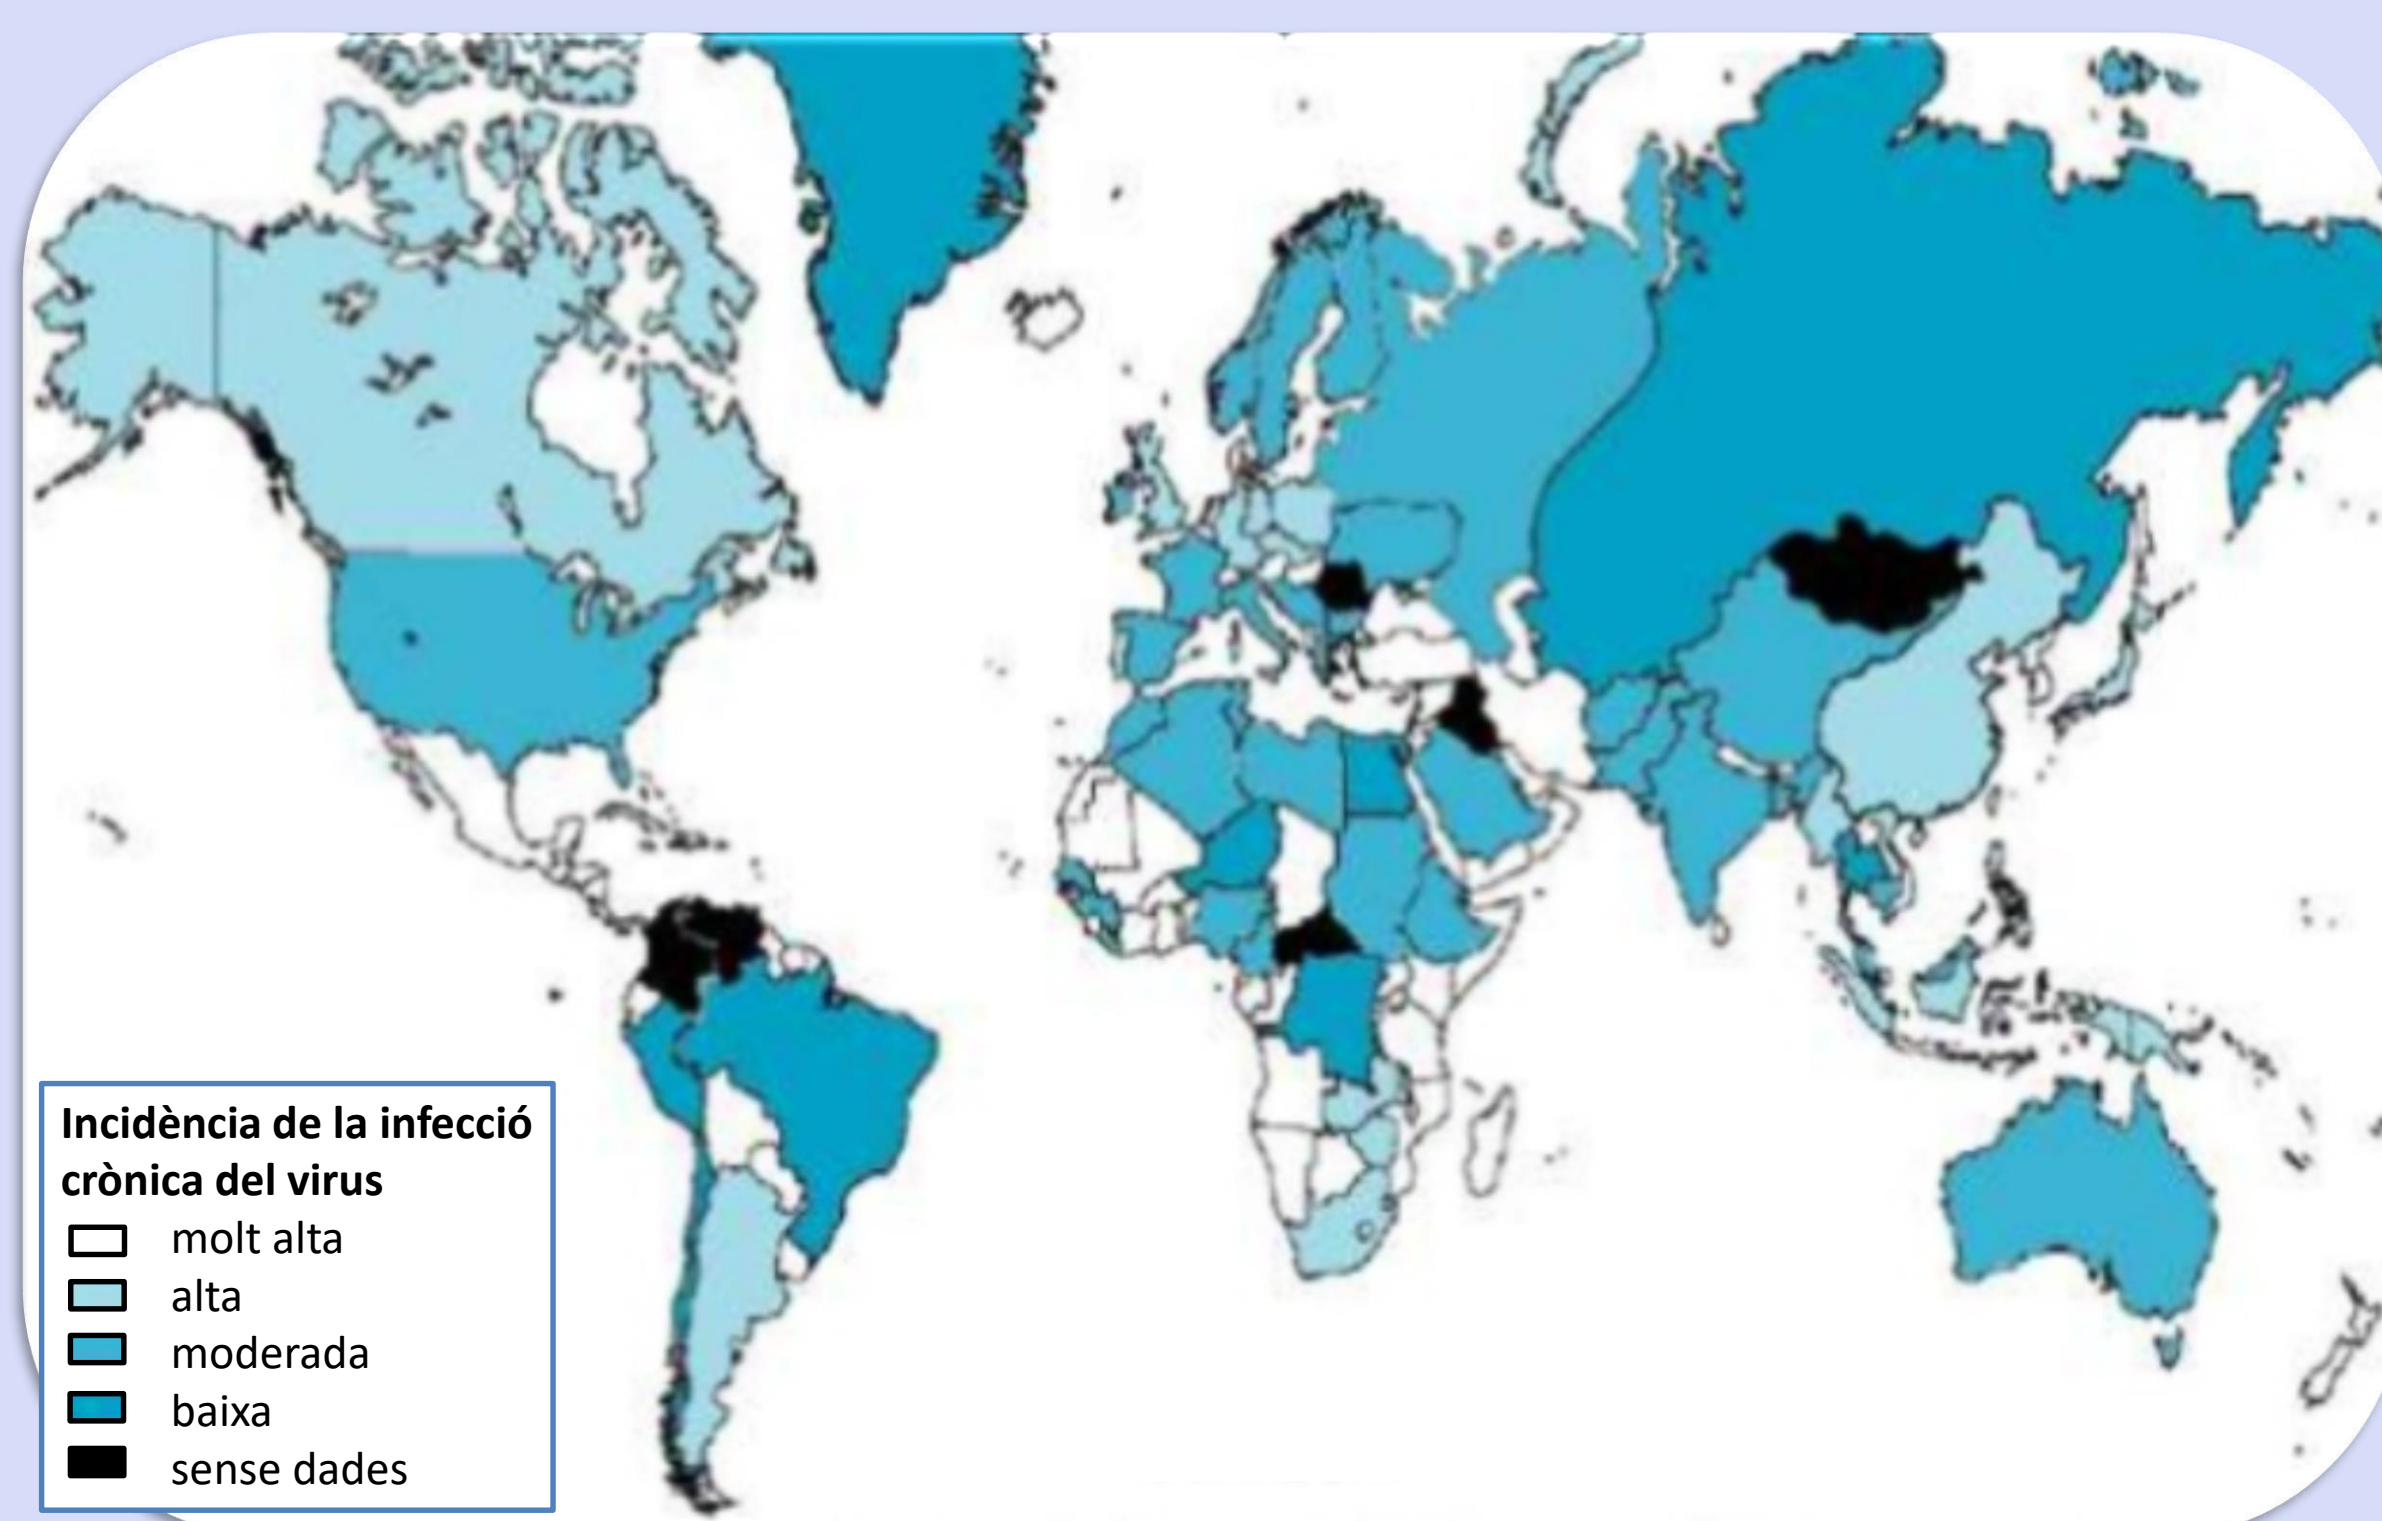 Incidència de la infecció
crònica del virus
molt alta
alta
moderada
baixa
sense dades